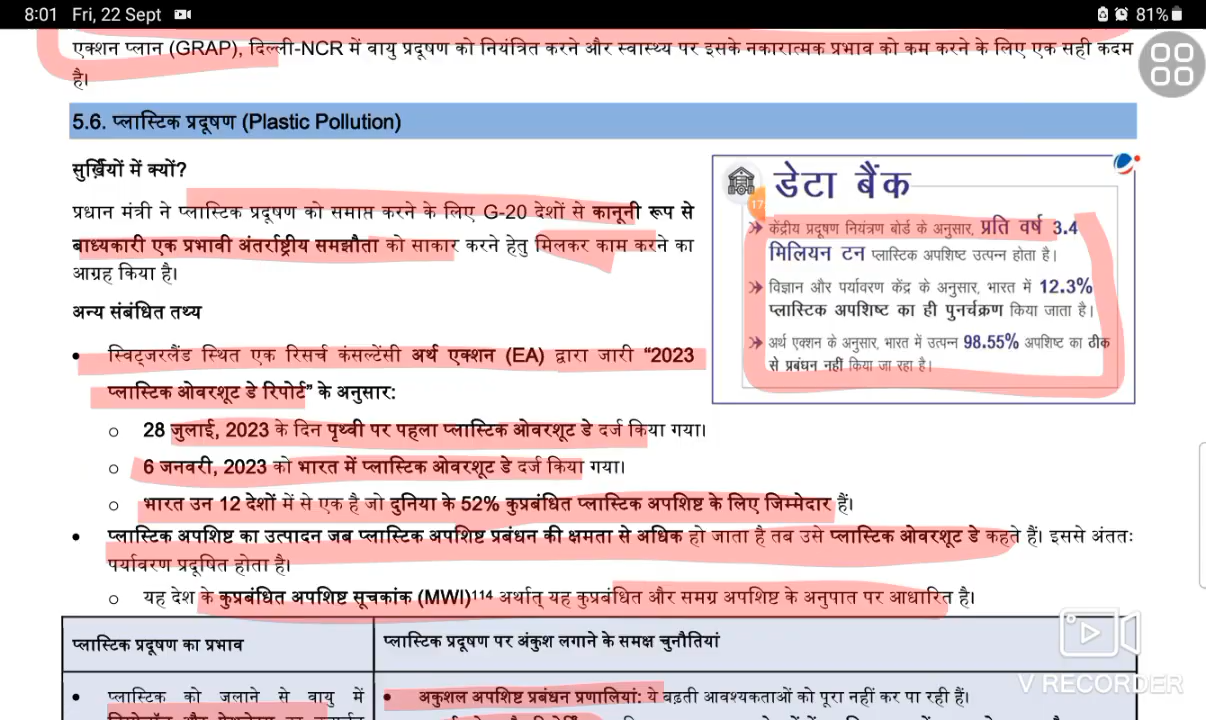 8:01 Fri, 22 Sept
81%
एक्शन प्लान (GRAP), दिल्ली-NCR में वायु प्रदूषण को नियंत्रित करने और स्वास्थ्य पर इसके नकारात्मक प्रभाव को कम करने के लिए एक सही कदम
है।
5.6. प्लास्टिक प्रदूषण (Plastic Pollution)
सुर्ख़ियों में क्यों?
प्रधान मंत्री ने प्लास्टिक प्रदूषण को समाप्त करने के लिए G-20 देशों से कानूनी रूप से
बाध्यकारी एक प्रभावी अंतर्राष्ट्रीय समझौता को साकार करने हेतु मिलकर काम करने का
आग्रह किया है।
अन्य संबंधित तथ्य
• स्विट्जरलैंड स्थित एक रिसर्च कंसल्टेंसी अर्थ एक्शन (EA) द्वारा जारी "2023
प्लास्टिक ओवरशूट डे रिपोर्ट" के अनुसार:
o 28 जुलाई, 2023 के दिन पृथ्वी पर पहला प्लास्टिक ओवरशूट डे दर्ज किया गया।
o 6 जनवरी, 2023 को भारत में प्लास्टिक ओवरशूट डे दर्ज किया गया।
o भारत उन 12 देशों में से एक है जो दुनिया के 52% कुप्रबंधित प्लास्टिक अपशिष्ट के लिए जिम्मेदार हैं।
• प्लास्टिक अपशिष्ट का उत्पादन जब प्लास्टिक अपशिष्ट प्रबंधन की क्षमता से अधिक हो जाता है तब उसे प्लास्टिक ओवरशूट डे कहते हैं। इससे अंततः
पर्यावरण प्रदूषित होता है।
o यह देश के कुप्रबंधित अपशिष्ट सूचकांक (MWI)114 अर्थात् यह कुप्रबंधित और समग्र अपशिष्ट के अनुपात पर आधारित है।
डेटा बैंक
17
केंद्रीय प्रदूषण नियंत्रण बोर्ड के अनुसार, प्रति वर्ष 3.4
मिलियन टन प्लास्टिक अपशिष्ट उत्पन्न होता है।
विज्ञान और पर्यावरण केंद्र के अनुसार, भारत में 12.3%
प्लास्टिक अपशिष्ट का ही पुनर्चक्रण किया जाता है।
अर्थ एक्शन के अनुसार, भारत में उत्पन्न 98.55% अपशिष्ट का ठीक
से प्रबंधन नहीं किया जा रहा है।
प्लास्टिक प्रदूषण का प्रभाव
प्लास्टिक प्रदूषण पर अंकुश लगाने के समक्ष चुनौतियां
• प्लास्टिक को जलाने से वायु में
• अकुशल अपशिष्ट प्रबंधन प्रणालियां: ये बढ़ती आवश्यकताओं को पूरा नहीं कर पा रही हैं।
V RECORDER